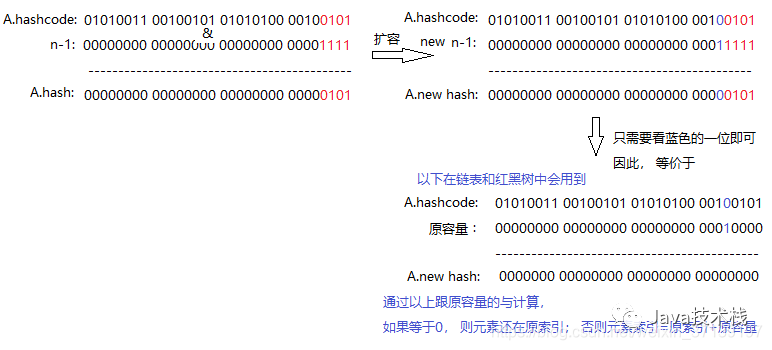 A.hashcode: 01010011 00100101 01010100 00100101
&
n-1: 00000000 00000000 00000000 00001111
----------------------------------------------
A.hash: 00000000 00000000 00000000 00000101
扩容
A.hashcode: 01010011 00100101 01010100 00100101
new n-1: 00000000 00000000 00000000 00011111
----------------------------------------------
A.new hash: 00000000 00000000 00000000 00000101
只需要看蓝色的一位即可
因此， 等价于
以下在链表和红黑树中会用到
A.hashcode: 01010011 00100101 01010100 00100101
原容量： 00000000 00000000 00000000 00010000
----------------------------------------------
A.new hash: 0000000 00000000 00000000 00000000
通过以上跟原容量的与计算，
如果等于0， 则元素还在原索引； 否则元素索引=原索引+原容量
Java技术栈